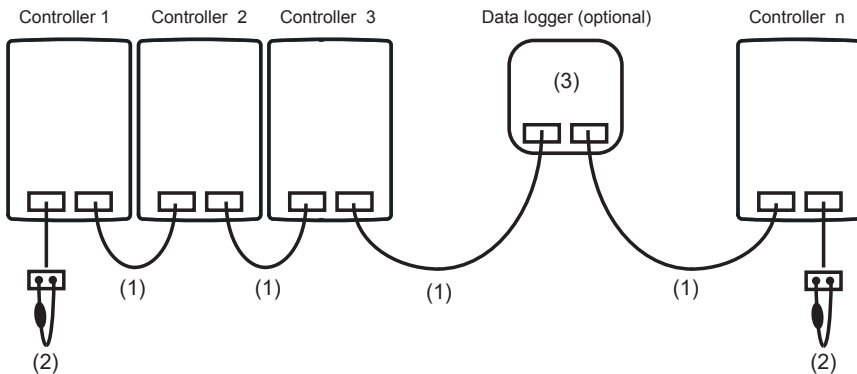 Controller 1 Controller 2 Controller 3 Data logger (optional) Controller n
(3)
(1) (1) (1) (1)
(2) (2)